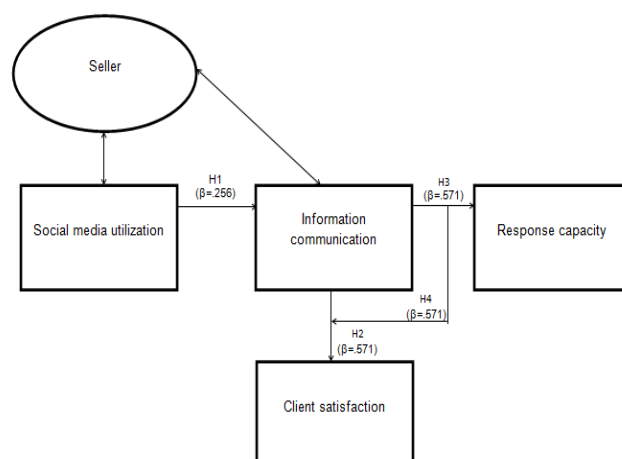 Seller
H1
(β=.256)
H3
(β=.571)
Social media utilization
Information
communication
Response capacity
H4
(β=.571)
H2
(β=.571)
Client satisfaction